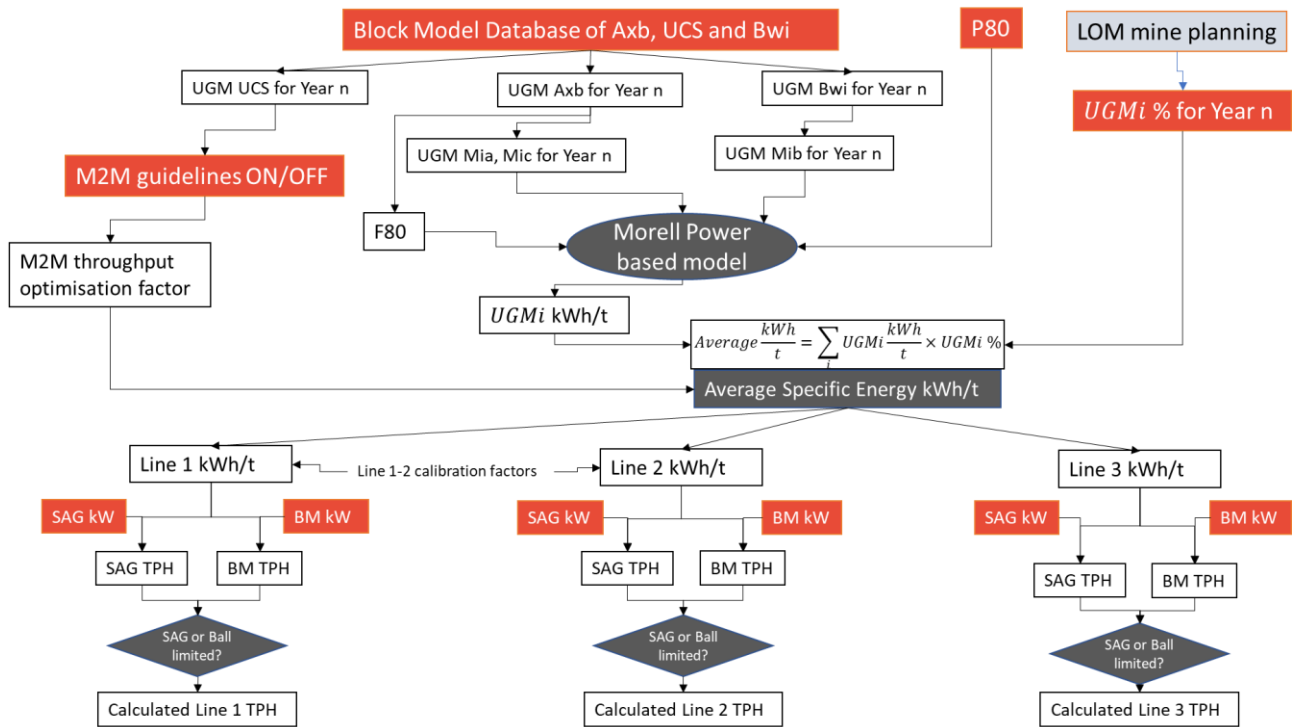 Block Model Database of Axb, UCS and Bwi
P80
LOM mine planning
UGM UCS for Year n
UGM Axb for Year n
UGM Bwi for Year n
UGMi % for Year n
UGM Mia, Mic for Year n
UGM Mib for Year n
M2M guidelines ON/OFF
F80
Morell Power
based model
M2M throughput
optimisation factor
UGMi kWh/t
Average kWh/t = ∑i UGMi kWh/t × UGMi %
Average Specific Energy kWh/t
Line 1 kWh/t
Line 1-2 calibration factors
Line 2 kWh/t
Line 3 kWh/t
SAG kW
BM kW
SAG kW
BM kW
SAG kW
BM kW
SAG TPH
BM TPH
SAG TPH
BM TPH
SAG TPH
BM TPH
SAG or Ball
limited?
SAG or Ball
limited?
SAG or Ball
limited?
Calculated Line 1 TPH
Calculated Line 2 TPH
Calculated Line 3 TPH